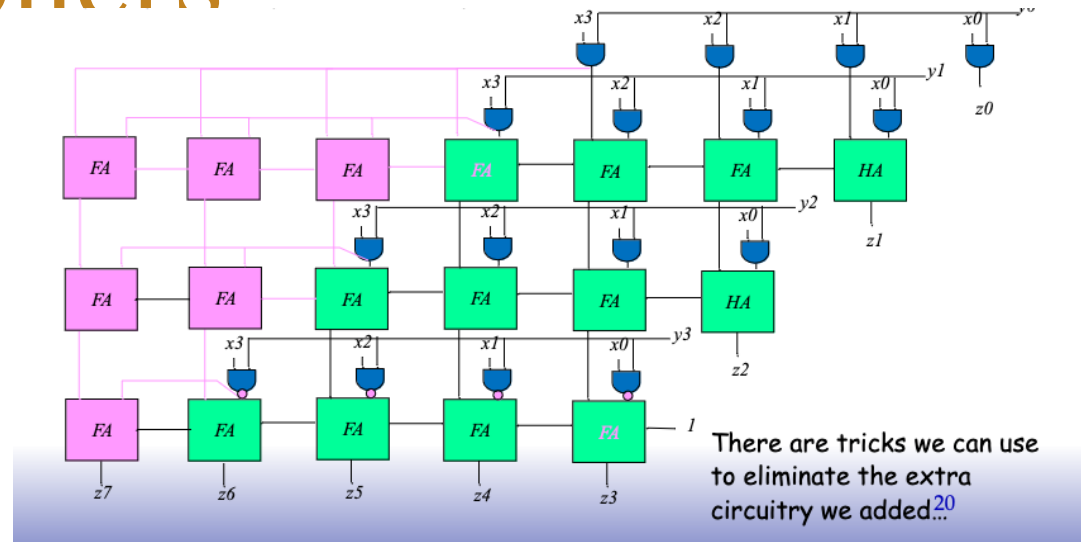 x3 x2 x1 x0
x3 x2 x1 x0 y1
z0
FA FA FA FA FA FA HA
x3 x2 x1 x0 y2
z1
FA FA FA FA FA HA
x3 x2 x1 x0 y3
z2
FA FA FA FA FA 1
z7 z6 z5 z4 z3
There are tricks we can use
to eliminate the extra
circuitry we added...20